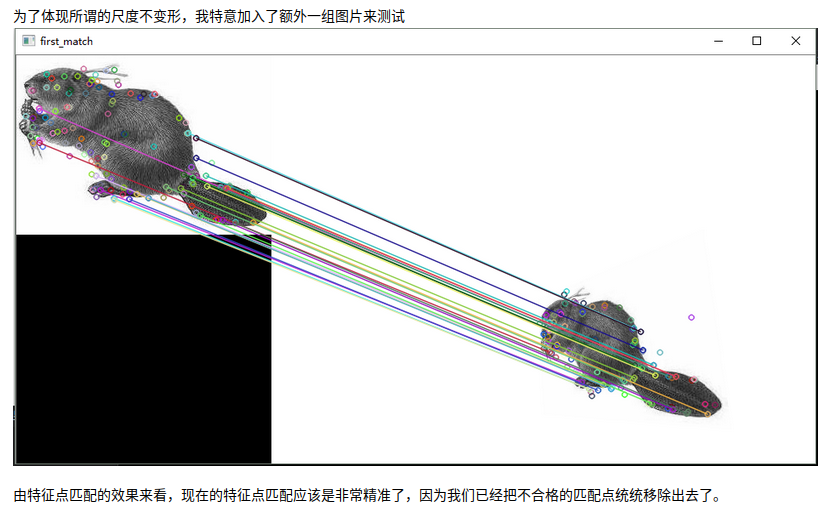 为了体现所谓的尺度不变形，我特意加入了额外一组图片来测试
first_match
由特征点匹配的效果来看，现在的特征点匹配应该是非常精准了，因为我们已经把不合格的匹配点统统移除出去了。